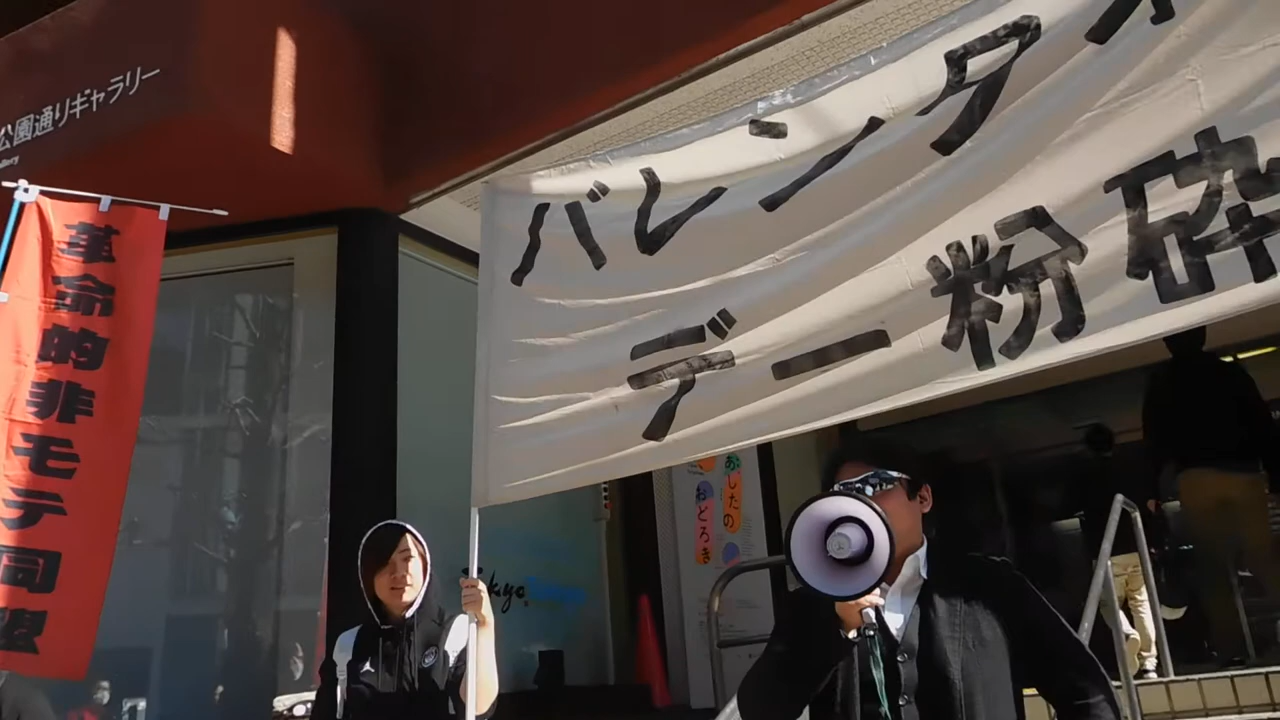 公園通りギャラリー
革命的非モテ同盟
バレンタイ
デー粉砕
あしたの
おどろき